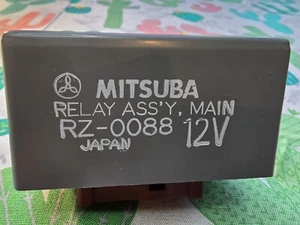 MITSUBA
RELAY ASS'Y, MAIN
RZ-0088 12V
JAPAN